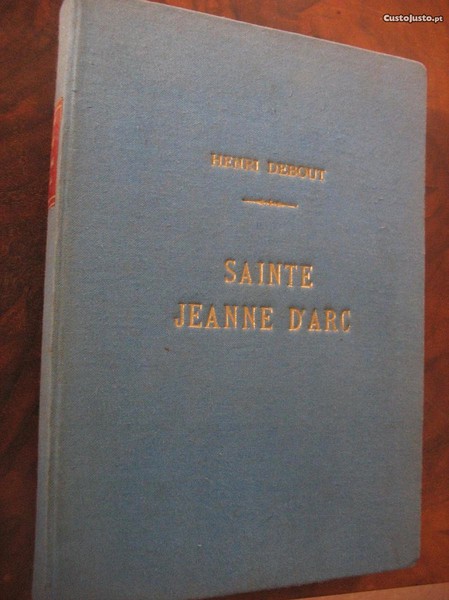 CustoJusto.pt
HENRI DEBOUT
SAINTE
JEANNE D'ARC